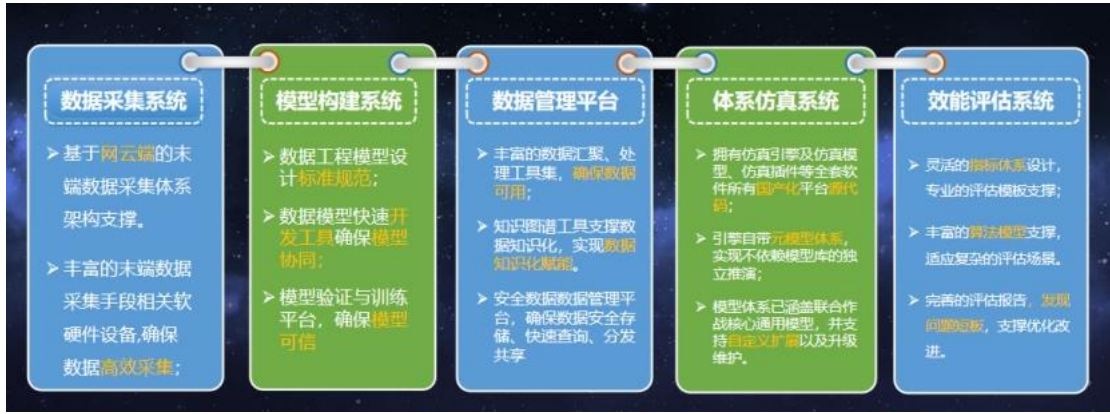 数据采集系统
➢ 基于网云端的末
端数据采集体系
架构支撑。
➢ 丰富的末端数据
采集手段相关软
硬件设备,确保
数据高效采集；
模型构建系统
➢ 数据工程模型设
计标准规范；
➢ 数据模型快速开
发工具确保模型
协同；
➢ 模型验证与训练
平台，确保模型
可信
数据管理平台
➢ 丰富的数据汇聚、处
理工具集，确保数据
可用；
➢ 知识图谱工具支撑数
据知识化，实现数据
知识化赋能。
➢ 安全数据数据管理平
台，确保数据安全存
储、快速查询、分发
共享
体系仿真系统
➢ 拥有仿真引擎及仿真模
型、仿真插件等全套软
件所有国产化平台源代
码；
➢ 引擎自带元模型体系，
实现不依赖模型库的独
立推演；
➢ 模型体系已涵盖联合作
战核心通用模型，并支
持自定义扩展以及升级
维护。
效能评估系统
➢ 灵活的指标体系设计，
专业的评估模板支撑；
➢ 丰富的算法模型支撑，
适应复杂的评估场景。
➢ 完善的评估报告，发现
问题短板，支撑优化改
进。